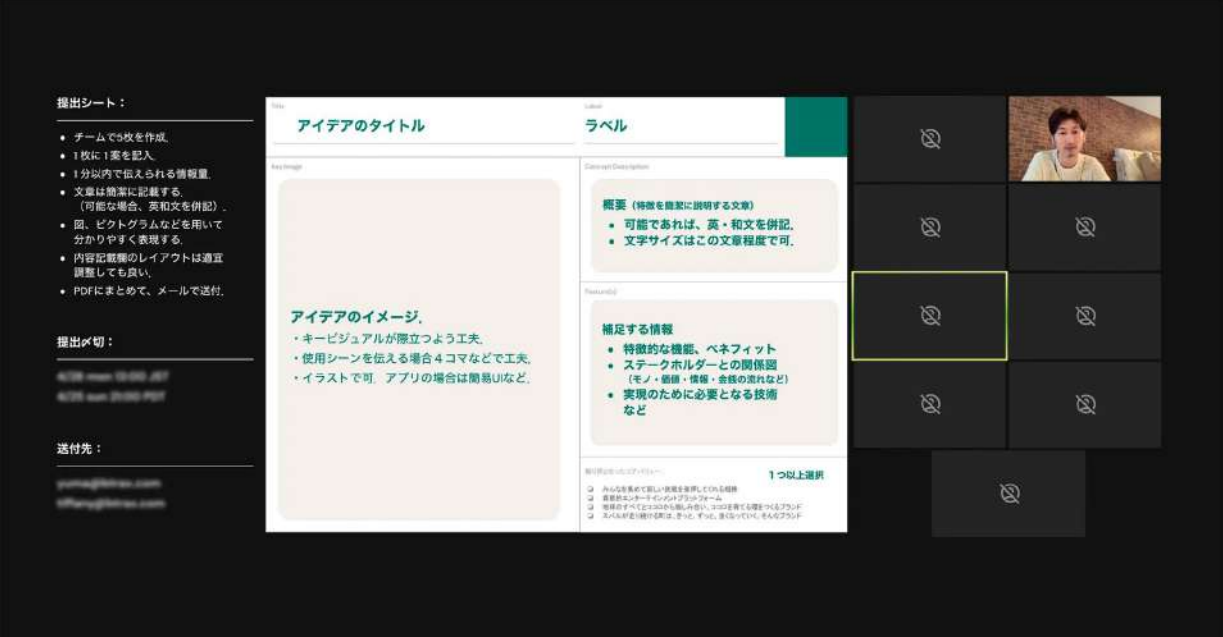 提出シート：
• チームで5枚を作成.
• 1枚に1案を記入.
• 1分以内で伝えられる情報量.
• 文章は簡潔に記載する.
（可能な場合、英和文を併記）.
• 図、ピクトグラムなどを用いて
分かりやすく表現する.
• 内容記載欄のレイアウトは適宜
調整しても良い.
• PDFにまとめて、メールで送付.
提出〆切：
送付先：
Title
アイデアのタイトル
Label
ラベル
Key Image
アイデアのイメージ.
・キービジュアルが際立つよう工夫.
・使用シーンを伝える場合４コマなどで工夫.
・イラストで可. アプリの場合は簡易UIなど.
Concept Description
概要（特徴を簡潔に説明する文章）
• 可能であれば、英・和文を併記.
• 文字サイズはこの文章程度で可.
Feature(s)
補足する情報
• 特徴的な機能、ベネフィット
• ステークホルダーとの関係図
（モノ・価値・情報・金銭の流れなど）
• 実現のために必要となる技術
など
1つ以上選択